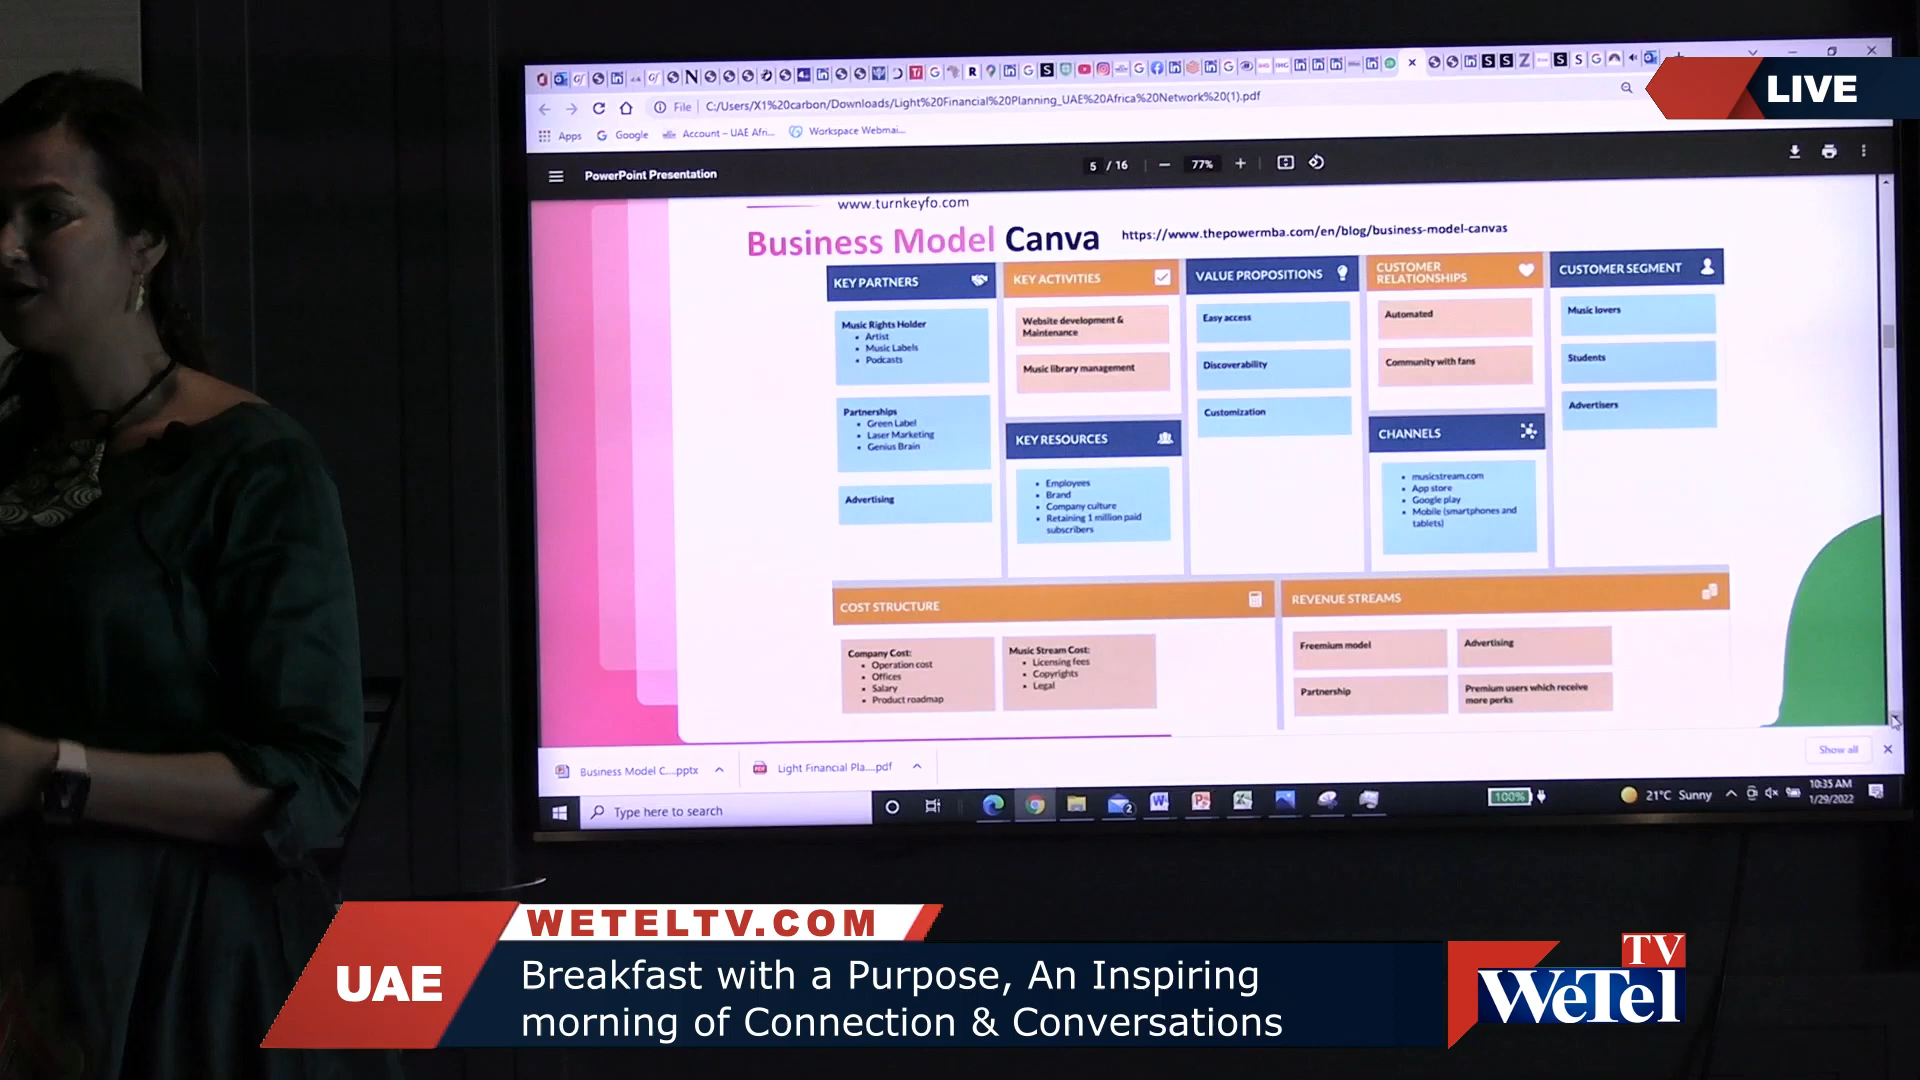 LIVE
File
C:/Users/X1%20carbon/Downloads/Light%20Financial%20Planning_UAE%20Africa%20Network%20(1).pdf
Apps
Google
Account – UAE Afri...
Workspace Webmai...
PowerPoint Presentation
5 / 16
77%
www.turnkeyfo.com
Business Model Canva
https://www.thepowermba.com/en/blog/business-model-canvas
KEY PARTNERS
Music Rights Holder
• Artist
• Music Labels
• Podcasts
Partnerships
• Green Label
• Laser Marketing
• Genius Brain
Advertising
KEY ACTIVITIES
Website development &
Maintenance
Music library management
KEY RESOURCES
• Employees
• Brand
• Company culture
• Retaining 1 million paid
subscribers
VALUE PROPOSITIONS
Easy access
Discoverability
Customization
CUSTOMER
RELATIONSHIPS
Automated
Community with fans
CHANNELS
• musicstream.com
• App store
• Google play
• Mobile (smartphones and
tablets)
CUSTOMER SEGMENT
Music lovers
Students
Advertisers
COST STRUCTURE
Company Cost:
• Operation cost
• Offices
• Salary
• Product roadmap
Music Stream Cost:
• Licensing fees
• Copyrights
• Legal
REVENUE STREAMS
Freemium model
Advertising
Partnership
Premium users which receive
more perks
Business Model C....pptx
Light Financial Pla....pdf
Show all
Type here to search
2
100%
21°C Sunny
10:35 AM
1/29/2022
WETELTV.COM
UAE
Breakfast with a Purpose, An Inspiring
morning of Connection & Conversations
TV
WeTel